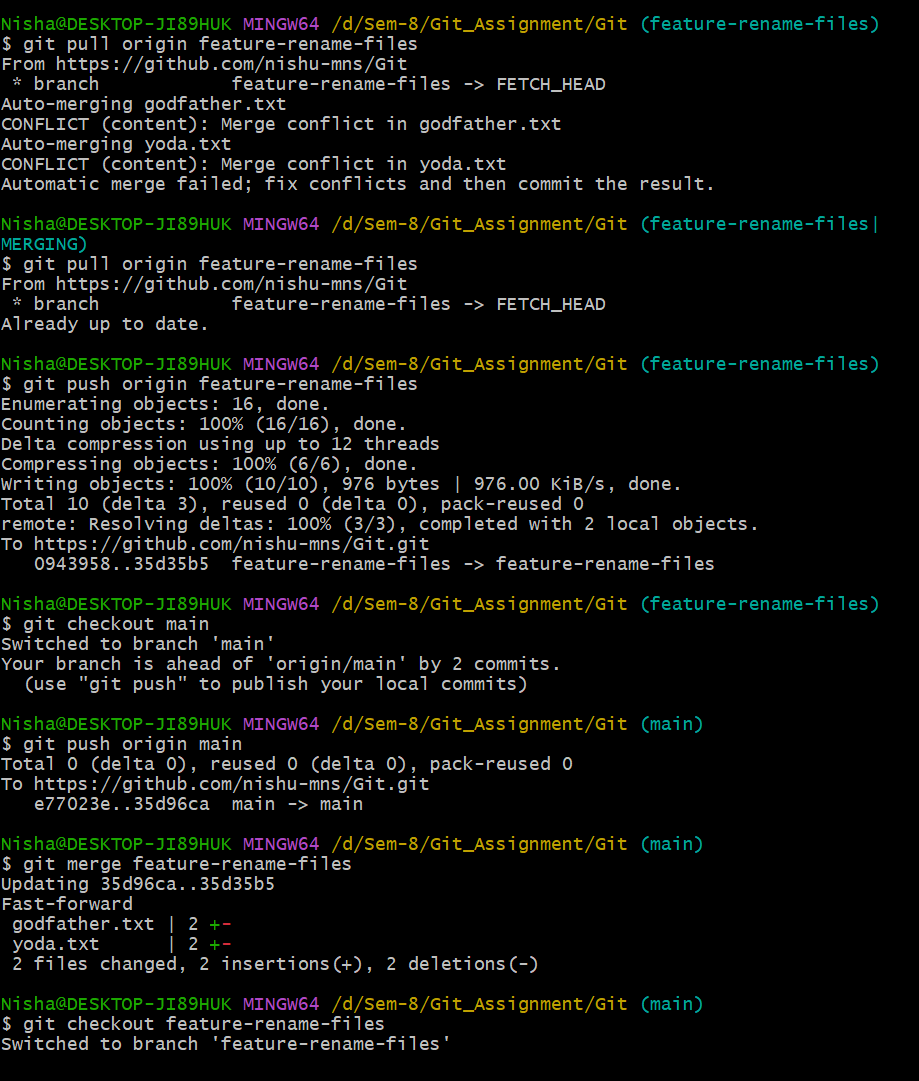 Nisha@DESKTOP-JI89HUK MINGW64 /d/Sem-8/Git_Assignment/Git (feature-rename-files)
$ git pull origin feature-rename-files
From https://github.com/nishu-mns/Git
 * branch            feature-rename-files -> FETCH_HEAD
Auto-merging godfather.txt
CONFLICT (content): Merge conflict in godfather.txt
Auto-merging yoda.txt
CONFLICT (content): Merge conflict in yoda.txt
Automatic merge failed; fix conflicts and then commit the result.

Nisha@DESKTOP-JI89HUK MINGW64 /d/Sem-8/Git_Assignment/Git (feature-rename-files|
MERGING)
$ git pull origin feature-rename-files
From https://github.com/nishu-mns/Git
 * branch            feature-rename-files -> FETCH_HEAD
Already up to date.

Nisha@DESKTOP-JI89HUK MINGW64 /d/Sem-8/Git_Assignment/Git (feature-rename-files)
$ git push origin feature-rename-files
Enumerating objects: 16, done.
Counting objects: 100% (16/16), done.
Delta compression using up to 12 threads
Compressing objects: 100% (6/6), done.
Writing objects: 100% (10/10), 976 bytes | 976.00 KiB/s, done.
Total 10 (delta 3), reused 0 (delta 0), pack-reused 0
remote: Resolving deltas: 100% (3/3), completed with 2 local objects.
To https://github.com/nishu-mns/Git.git
   0943958..35d35b5  feature-rename-files -> feature-rename-files

Nisha@DESKTOP-JI89HUK MINGW64 /d/Sem-8/Git_Assignment/Git (feature-rename-files)
$ git checkout main
Switched to branch 'main'
Your branch is ahead of 'origin/main' by 2 commits.
  (use "git push" to publish your local commits)

Nisha@DESKTOP-JI89HUK MINGW64 /d/Sem-8/Git_Assignment/Git (main)
$ git push origin main
Total 0 (delta 0), reused 0 (delta 0), pack-reused 0
To https://github.com/nishu-mns/Git.git
   e77023e..35d96ca  main -> main

Nisha@DESKTOP-JI89HUK MINGW64 /d/Sem-8/Git_Assignment/Git (main)
$ git merge feature-rename-files
Updating 35d96ca..35d35b5
Fast-forward
 godfather.txt | 2 +-
 yoda.txt      | 2 +-
 2 files changed, 2 insertions(+), 2 deletions(-)

Nisha@DESKTOP-JI89HUK MINGW64 /d/Sem-8/Git_Assignment/Git (main)
$ git checkout feature-rename-files
Switched to branch 'feature-rename-files'